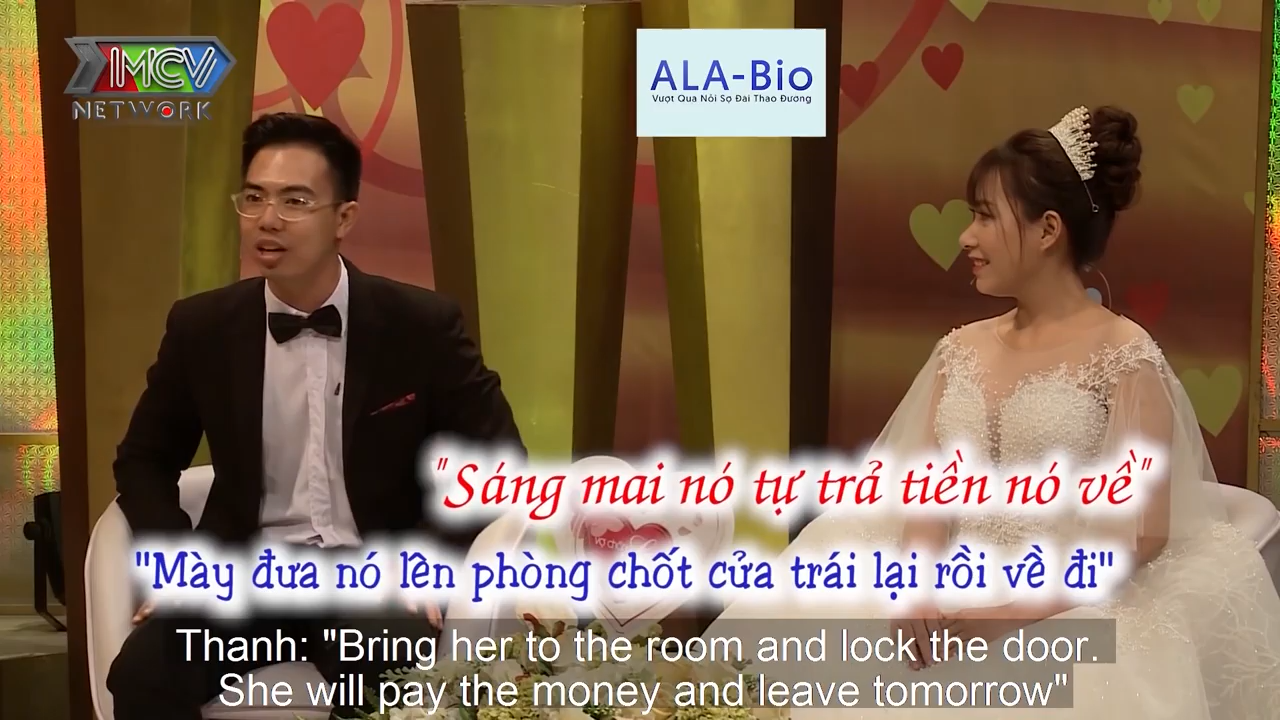 MCV
NETWORK
ALA-Bio
Vượt Qua Nỗi Sợ Đái Tháo Đường
"Sáng mai nó tự trả tiền nó về"
"Mày đưa nó lên phòng chốt cửa trái lại rồi về đi"
Thanh: "Bring her to the room and lock the door.
She will pay the money and leave tomorrow"